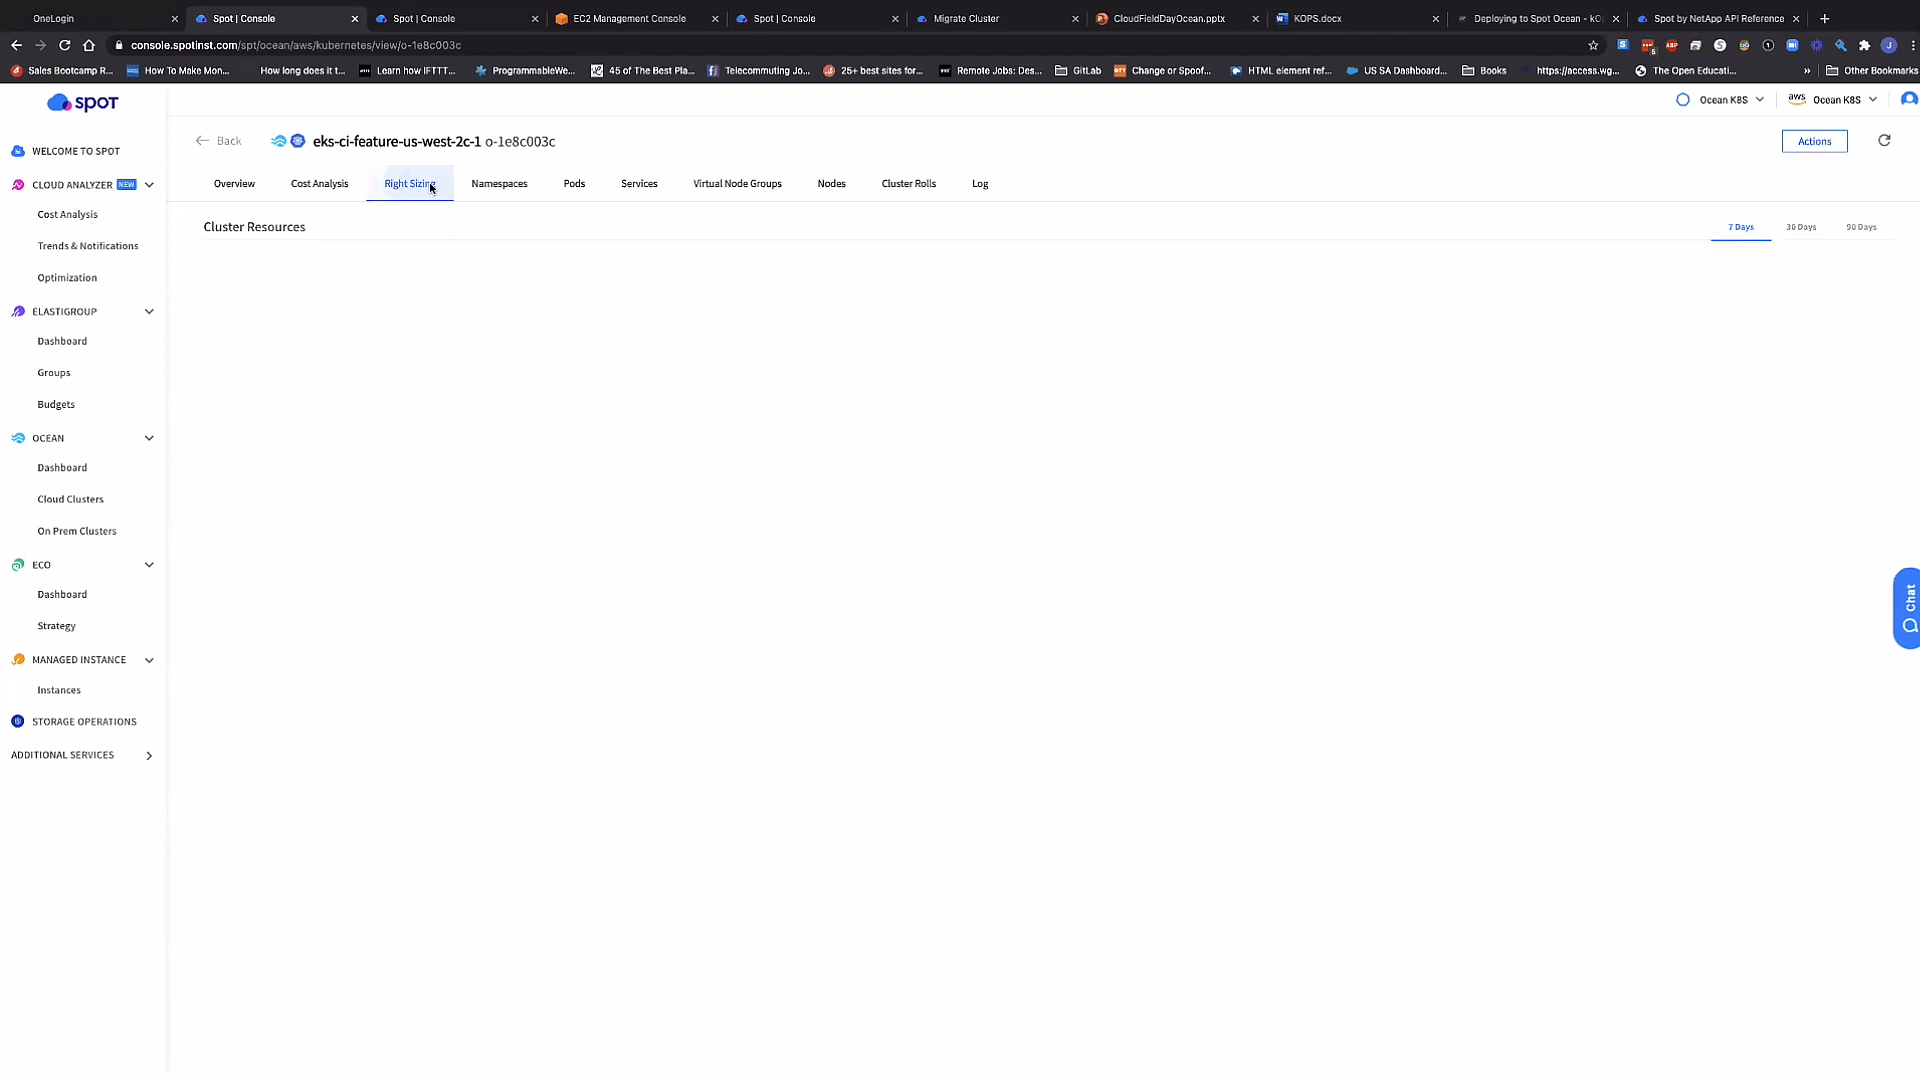 OneLogin
Spot | Console
Spot | Console
EC2 Management Console
Spot | Console
Migrate Cluster
CloudFieldDayOcean.pptx
KOPS.docx
Deploying to Spot Ocean - kO
Spot by NetApp API Reference
console.spotinst.com/spt/ocean/aws/kubernetes/view/o-1e8c003c
Sales Bootcamp R...
How To Make Mon...
How long does it t...
Learn how IFTTT...
ProgrammableWe...
45 of The Best Pla...
Telecommuting Jo...
25+ best sites for...
Remote Jobs: Des...
GitLab
Change or Spoof...
HTML element ref...
US SA Dashboard...
Books
https://access.wg...
The Open Educati...
»
Other Bookmarks
spot
Ocean K8S
aws Ocean K8S
Back
eks-ci-feature-us-west-2c-1 o-1e8c003c
Actions
Overview
Cost Analysis
Right Sizing
Namespaces
Pods
Services
Virtual Node Groups
Nodes
Cluster Rolls
Log
Cluster Resources
7 Days
30 Days
90 Days
WELCOME TO SPOT
CLOUD ANALYZER NEW
Cost Analysis
Trends & Notifications
Optimization
ELASTIGROUP
Dashboard
Groups
Budgets
OCEAN
Dashboard
Cloud Clusters
On Prem Clusters
ECO
Dashboard
Strategy
MANAGED INSTANCE
Instances
STORAGE OPERATIONS
ADDITIONAL SERVICES
Chat